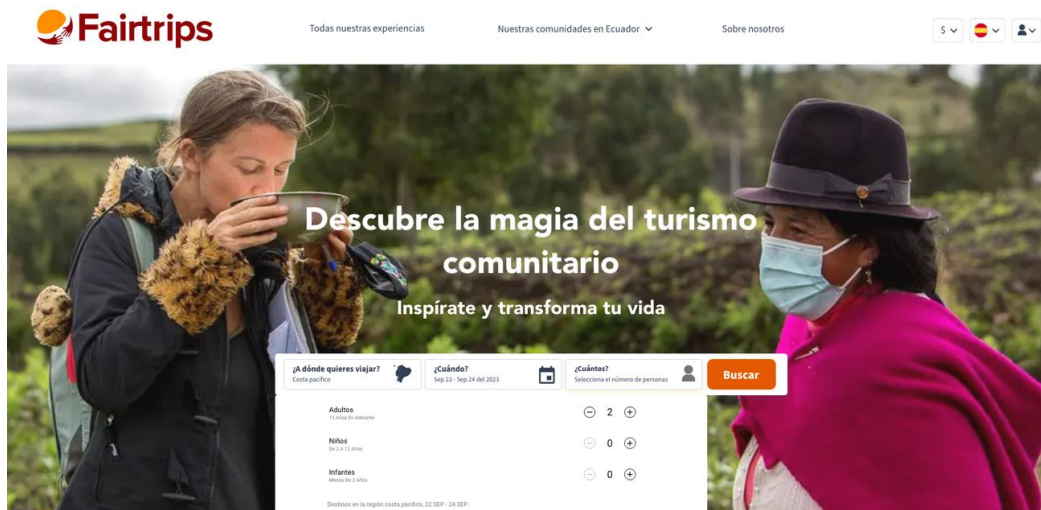 Fairtrips
Todas nuestras experiencias
Nuestras comunidades en Ecuador
Sobre nosotros
$
Descubre la magia del turismo
comunitario
Inspírate y transforma tu vida
¿A dónde quieres viajar?
Costa pacífico
¿Cuándo?
Sep 22 - Sep 24 del 2023
¿Cuántos?
Selecciona el número de personas
Buscar
Adultos
2
13 Años En Adelante
Niños
0
De 2 A 12 Años
Infantes
0
Menos De 2 Años
Destinos en la región costa pacífico, 22 SEP - 24 SEP